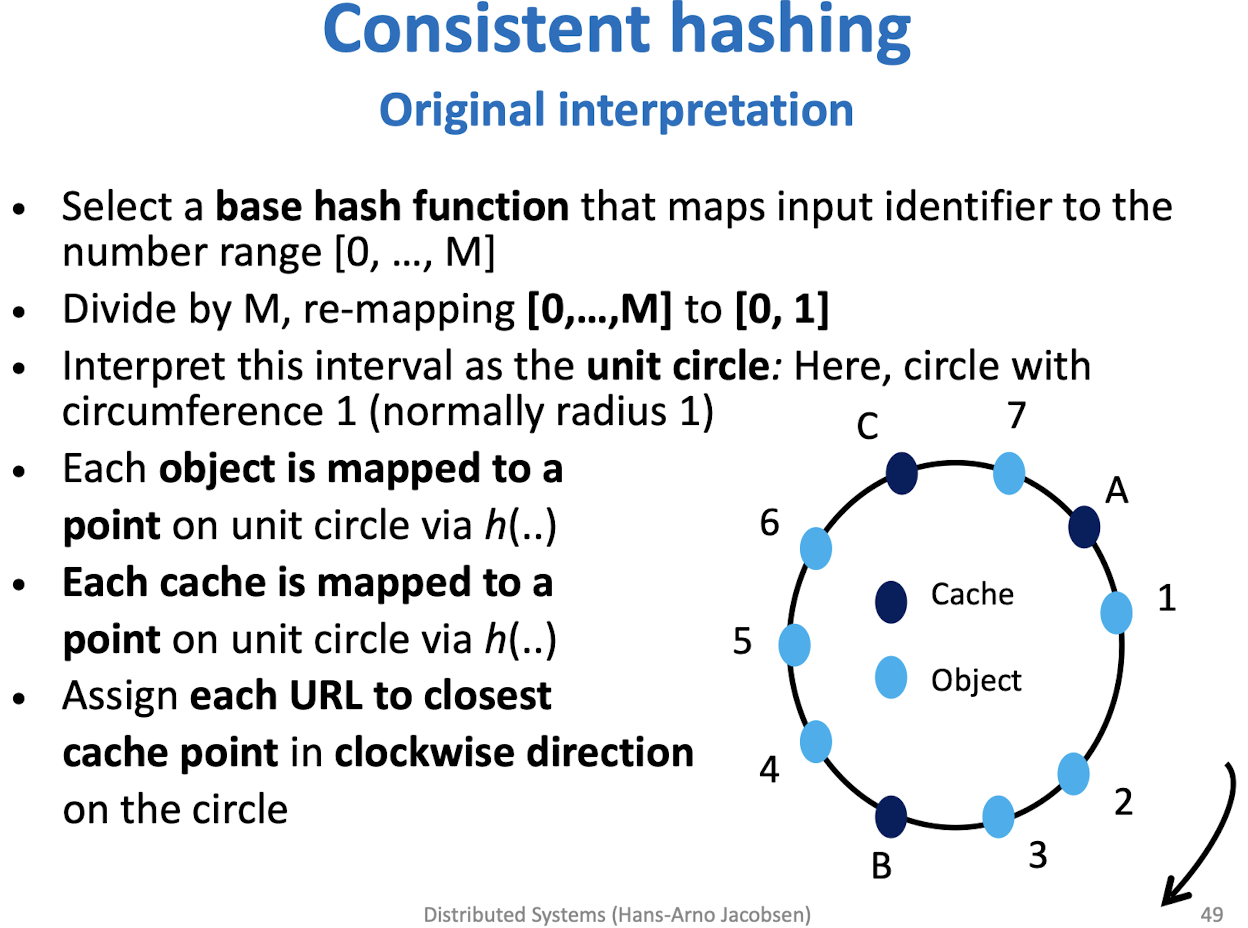 Consistent hashing
Original interpretation
• Select a base hash function that maps input identifier to the
number range [0, …, M]
• Divide by M, re-mapping [0,…,M] to [0, 1]
• Interpret this interval as the unit circle: Here, circle with
circumference 1 (normally radius 1)
• Each object is mapped to a
point on unit circle via h(..)
• Each cache is mapped to a
point on unit circle via h(..)
• Assign each URL to closest
cache point in clockwise direction
on the circle
C
7
A
6
Cache
1
5
Object
4
2
3
B
Distributed Systems (Hans-Arno Jacobsen)
49